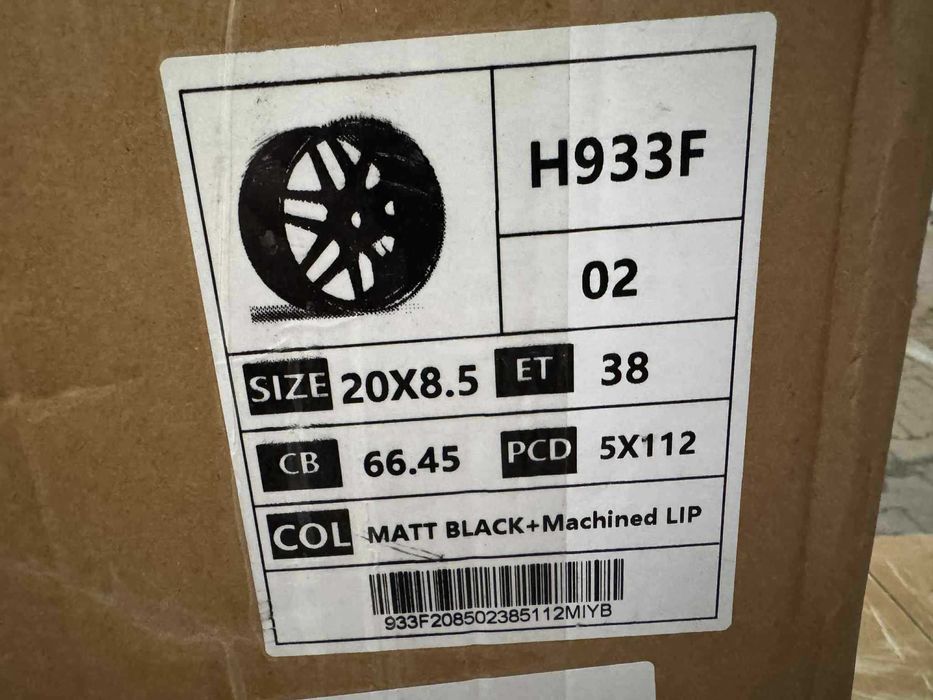 H933F
02
SIZE 20X8.5 ET 38
CB 66.45 PCD 5X112
COL MATT BLACK+Machined LIP
933F208502385112MIYB